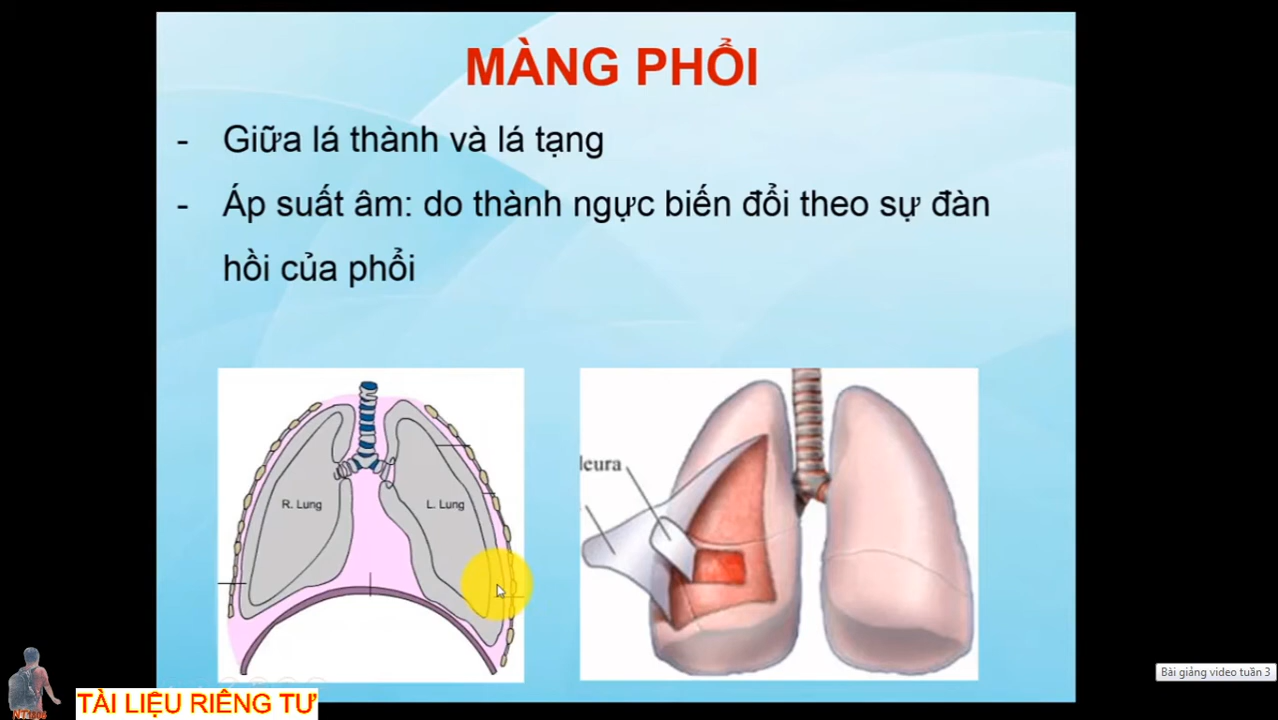 MÀNG PHỔI
- Giữa lá thành và lá tạng
- Áp suất âm: do thành ngực biến đổi theo sự đàn
hồi của phổi
R. Lung
L. Lung
leura
Bài giảng video tuần 3
TÀI LIỆU RIÊNG TƯ